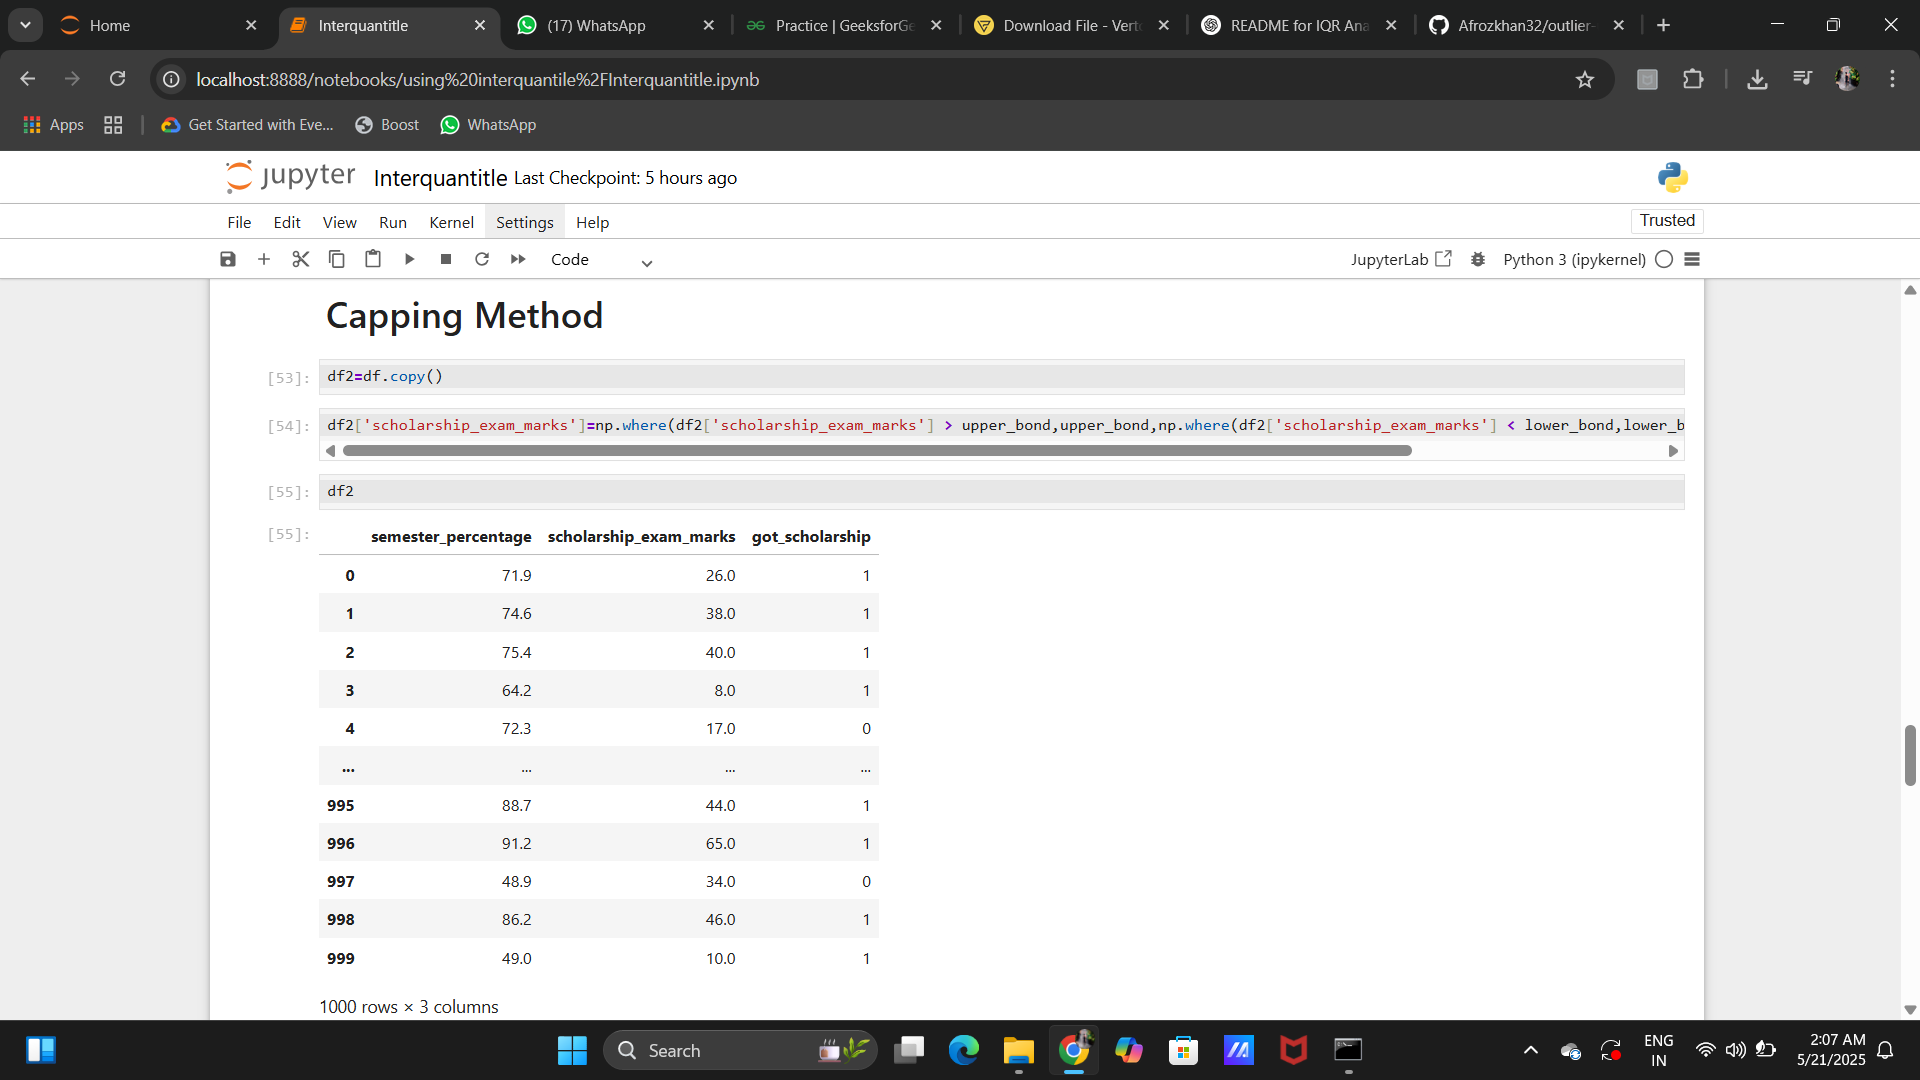 Home
Interquantitle
(17) WhatsApp
Practice | GeeksforGe
Download File - Verto
README for IQR Ana
Afrozkhan32/outlier-
localhost:8888/notebooks/using%20interquantile%2FInterquantitle.ipynb
Apps
Get Started with Eve...
Boost
WhatsApp
jupyter Interquantitle Last Checkpoint: 5 hours ago
File Edit View Run Kernel Settings Help
Trusted
Code
JupyterLab
Python 3 (ipykernel)
Capping Method
[53]: df2=df.copy()
[54]: df2['scholarship_exam_marks']=np.where(df2['scholarship_exam_marks'] > upper_bond,upper_bond,np.where(df2['scholarship_exam_marks'] < lower_bond,lower_b
[55]: df2
[55]:
semester_percentage scholarship_exam_marks got_scholarship
0 71.9 26.0 1
1 74.6 38.0 1
2 75.4 40.0 1
3 64.2 8.0 1
4 72.3 17.0 0
... ... ... ...
995 88.7 44.0 1
996 91.2 65.0 1
997 48.9 34.0 0
998 86.2 46.0 1
999 49.0 10.0 1
1000 rows × 3 columns
Search
ENG
IN
2:07 AM
5/21/2025